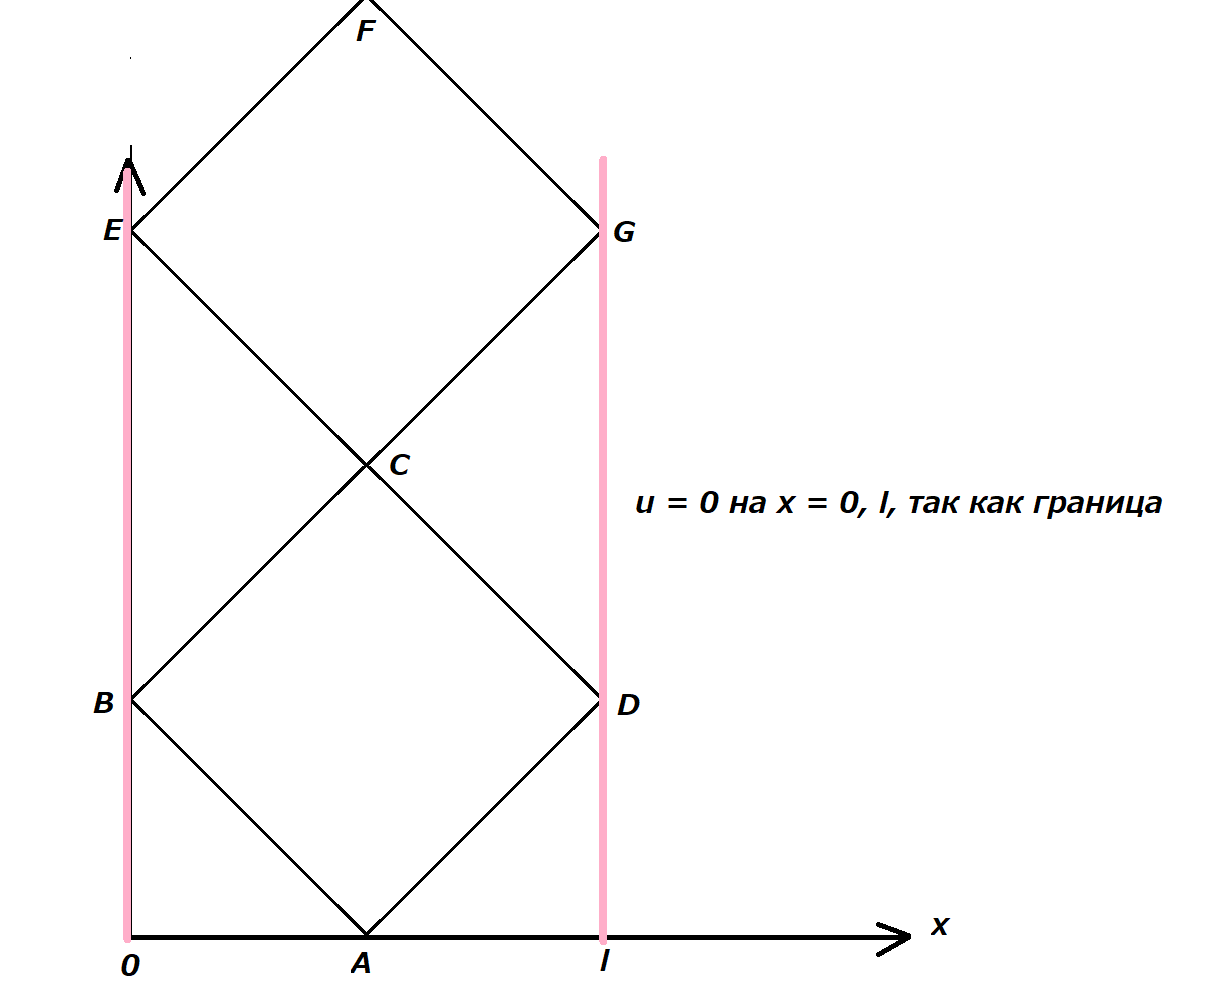 F
E
G
C
u = 0 на x = 0, l, так как граница
B
D
x
0
A
l